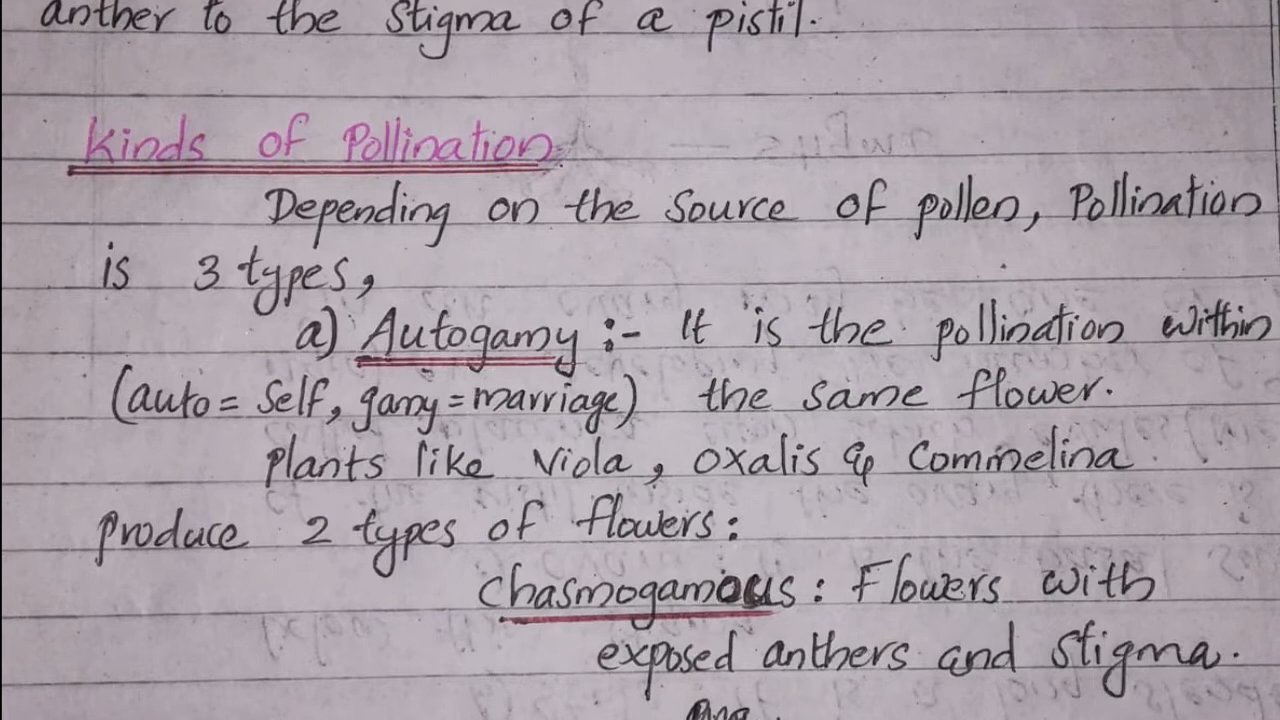 anther to the stigma of a pistil.
Kinds of Pollination
Depending on the source of pollen, Pollination
is 3 types,
a) Autogamy :- It is the pollination within
(auto = Self, gamy = marriage) the same flower.
plants like Viola, oxalis & Commelina
produce 2 types of flowers:
Chasmogamous : Flowers with
exposed anthers and stigma.